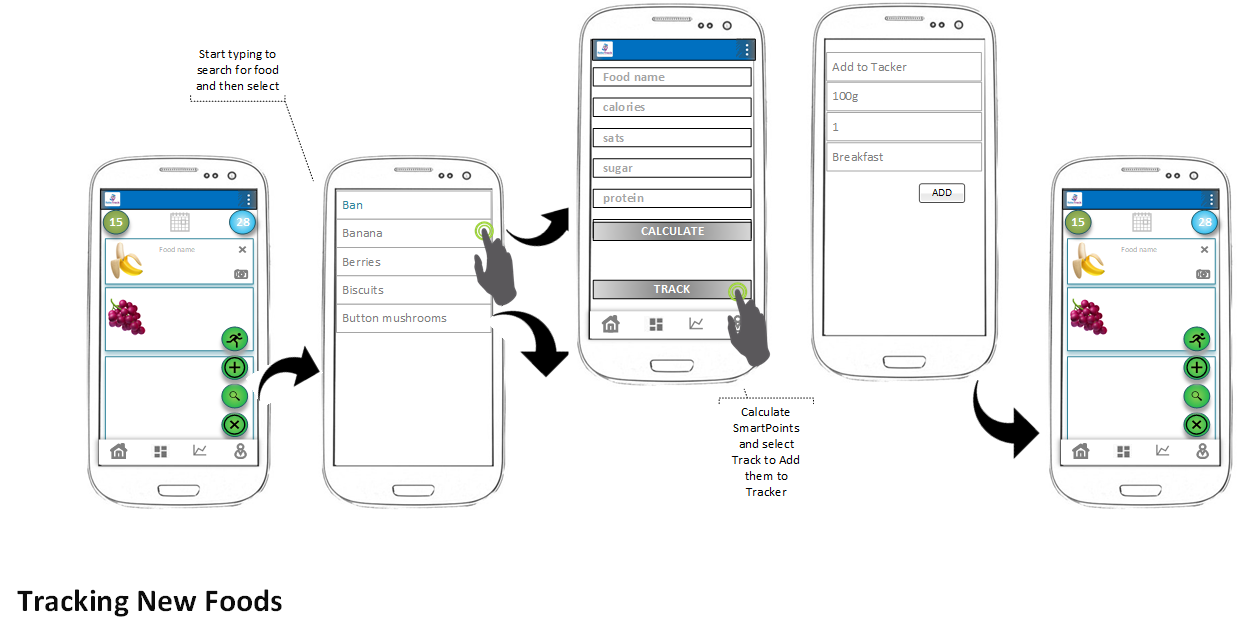 Start typing to
search for food
and then select
15
28
Food name
Ban
Banana
Berries
Biscuits
Button mushrooms
Food name
calories
sats
sugar
protein
CALCULATE
TRACK
Calculate
SmartPoints
and select
Track to Add
them to
Tracker
Add to Tacker
100g
1
Breakfast
ADD
15
28
Food name
Tracking New Foods